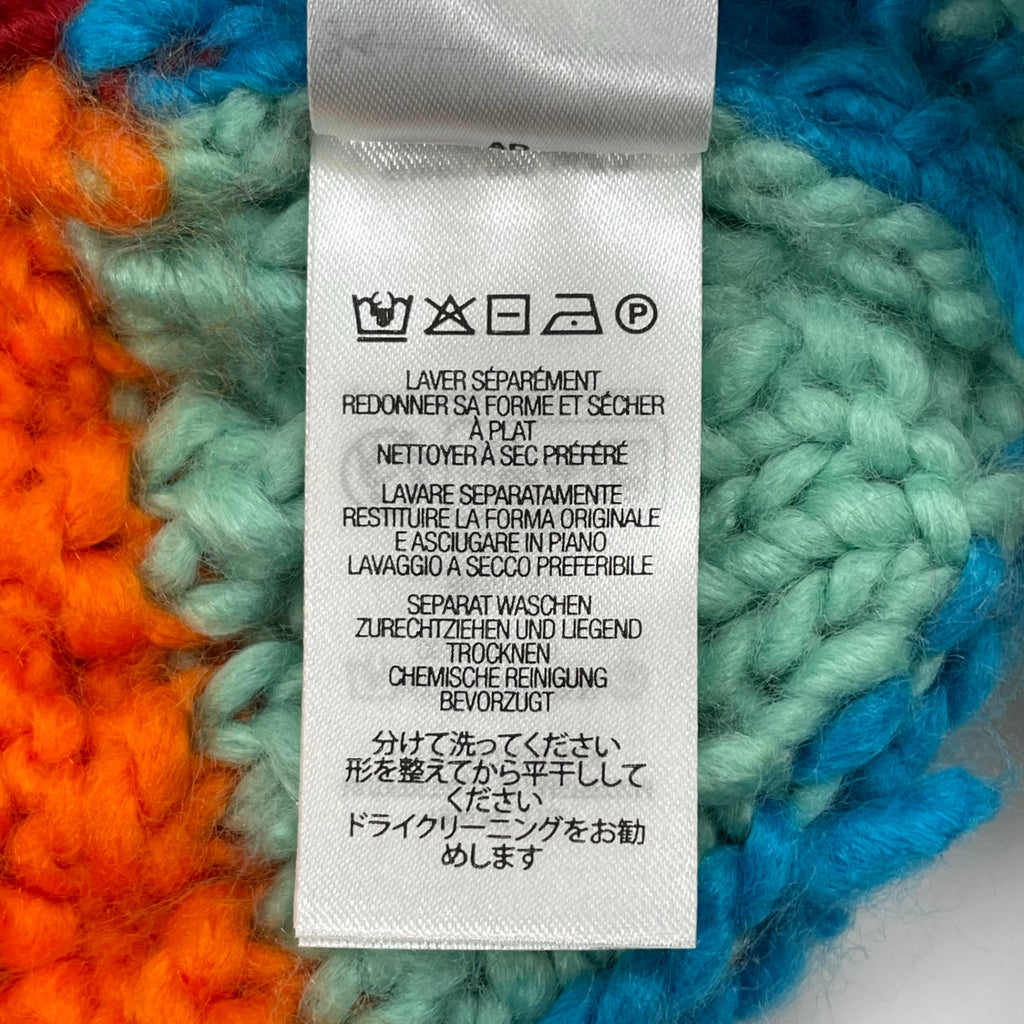 P
LAVER SÉPARÉMENT
REDONNER SA FORME ET SÉCHER
À PLAT
NETTOYER À SEC PRÉFÉRÉ
LAVARE SEPARATAMENTE
RESTITUIRE LA FORMA ORIGINALE
E ASCIUGARE IN PIANO
LAVAGGIO A SECCO PREFERIBILE
SEPARAT WASCHEN
ZURECHTZIEHEN UND LIEGEND
TROCKNEN
CHEMISCHE REINIGUNG
BEVORZUGT
分けて洗ってください
形を整えてから平干しして
ください
ドライクリーニングをお勧
めします